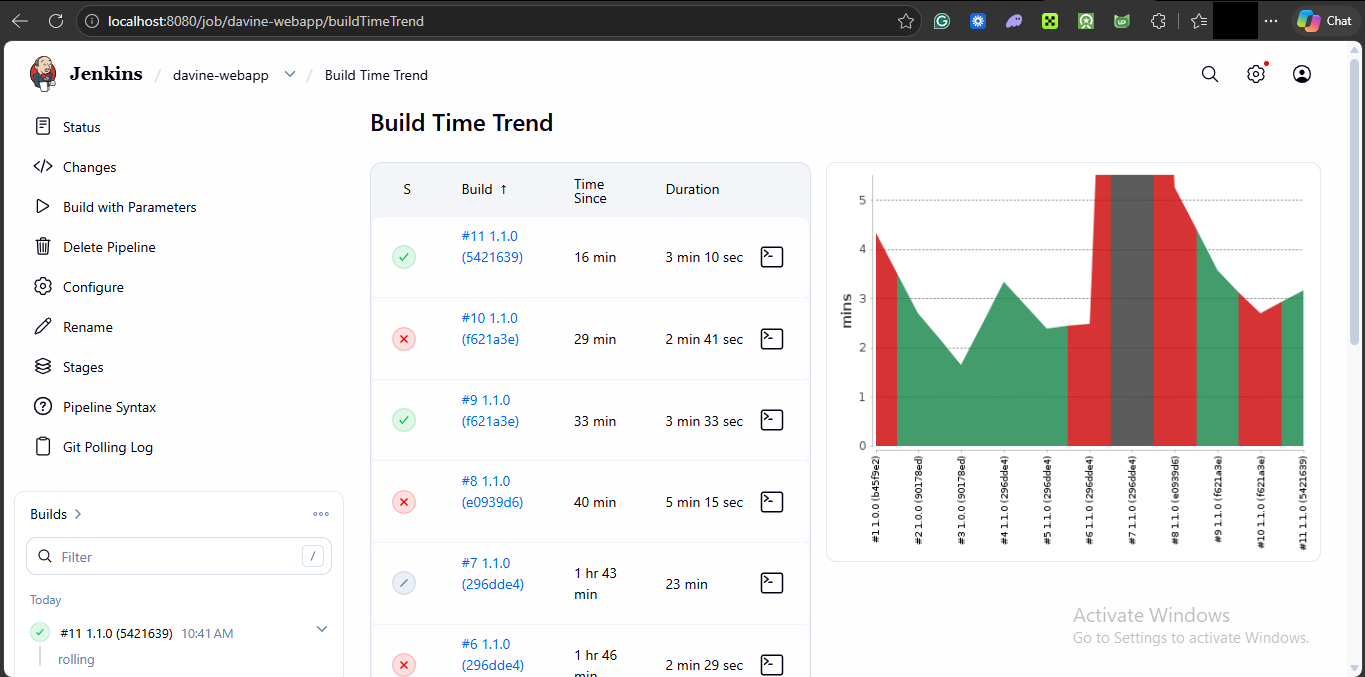 localhost:8080/job/davine-webapp/buildTimeTrend
Chat
Jenkins / davine-webapp / Build Time Trend
Status
Changes
Build with Parameters
Delete Pipeline
Configure
Rename
Stages
Pipeline Syntax
Git Polling Log
Builds
Filter /
Today
#11 1.1.0 (5421639) 10:41 AM
rolling
Build Time Trend
S Build ↑ Time Since Duration
#11 1.1.0 (5421639) 16 min 3 min 10 sec
#10 1.1.0 (f621a3e) 29 min 2 min 41 sec
#9 1.1.0 (f621a3e) 33 min 3 min 33 sec
#8 1.1.0 (e0939d6) 40 min 5 min 15 sec
#7 1.1.0 (296dde4) 1 hr 43 min 23 min
#6 1.1.0 (296dde4) 1 hr 46 min 2 min 29 sec
mins
5
4
3
2
1
0
#1 1.0.0 (b45f9e2)
#2 1.0.0 (90178ed)
#3 1.0.0 (90178ed)
#4 1.1.0 (296dde4)
#5 1.1.0 (296dde4)
#6 1.1.0 (296dde4)
#7 1.1.0 (296dde4)
#8 1.1.0 (e0939d6)
#9 1.1.0 (f621a3e)
#10 1.1.0 (f621a3e)
#11 1.1.0 (5421639)
Activate Windows
Go to Settings to activate Windows.